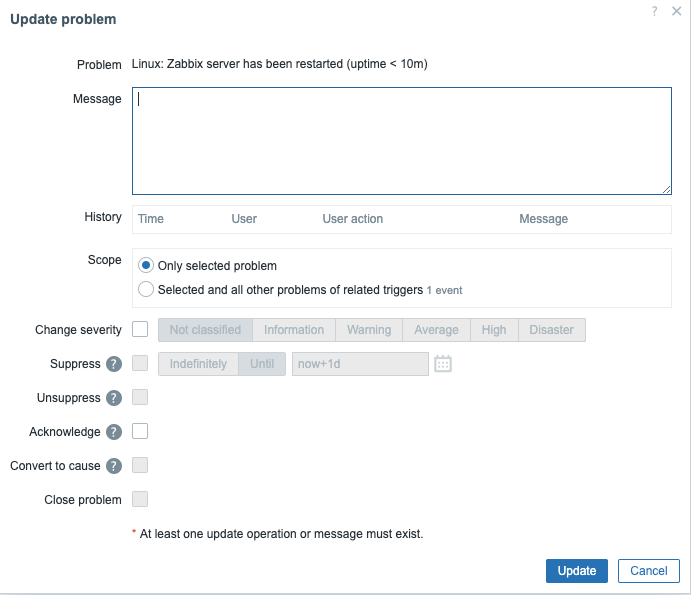 Update problem
?
Problem Linux: Zabbix server has been restarted (uptime < 10m)
Message
History Time User User action Message
Scope Only selected problem
Selected and all other problems of related triggers 1 event
Change severity Not classified Information Warning Average High Disaster
Suppress ? Indefinitely Until now+1d
Unsuppress ?
Acknowledge ?
Convert to cause ?
Close problem
* At least one update operation or message must exist.
Update Cancel